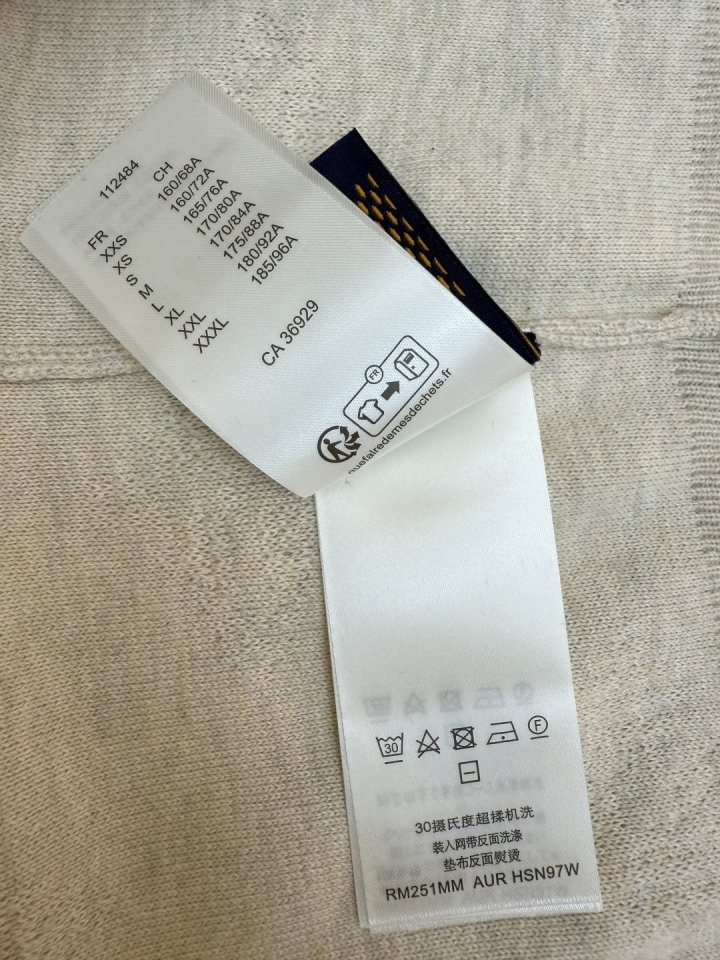 112484
FR CH
XXS 160/68A
XS 160/72A
S 165/76A
M 170/80A
L 170/84A
XL 175/88A
XXL 180/92A
XXXL 185/96A
CA 36929
FR
quefairedemesdechets.fr
30
F
30摄氏度超揉机洗
装入网带反面洗涤
垫布反面熨烫
RM251MM AUR HSN97W